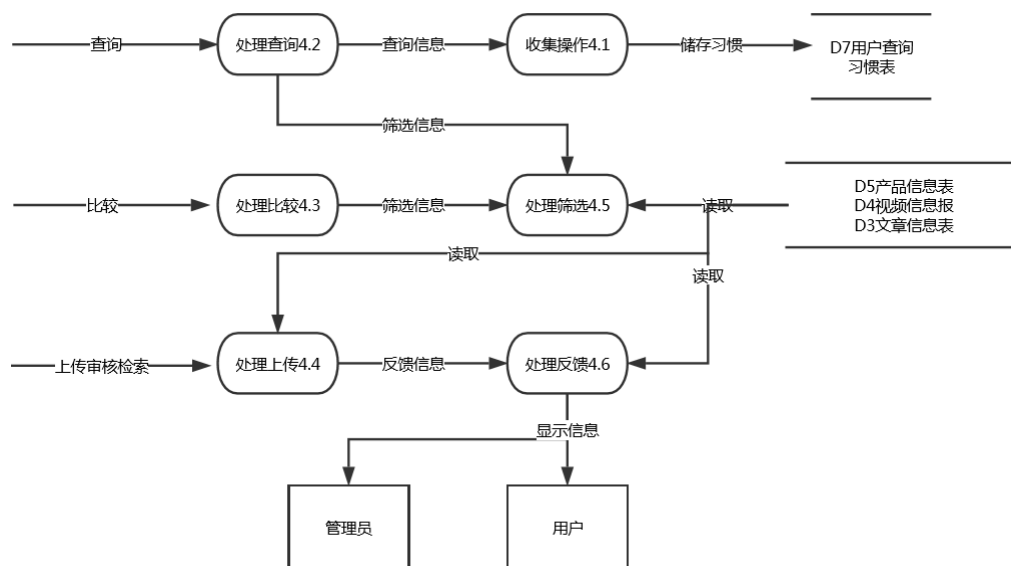 查询
处理查询4.2
查询信息
收集操作4.1
储存习惯
D7用户查询
习惯表
筛选信息
比较
处理比较4.3
筛选信息
处理筛选4.5
读取
D5产品信息表
D4视频信息报
D3文章信息表
读取
读取
上传审核检索
处理上传4.4
反馈信息
处理反馈4.6
显示信息
管理员
用户